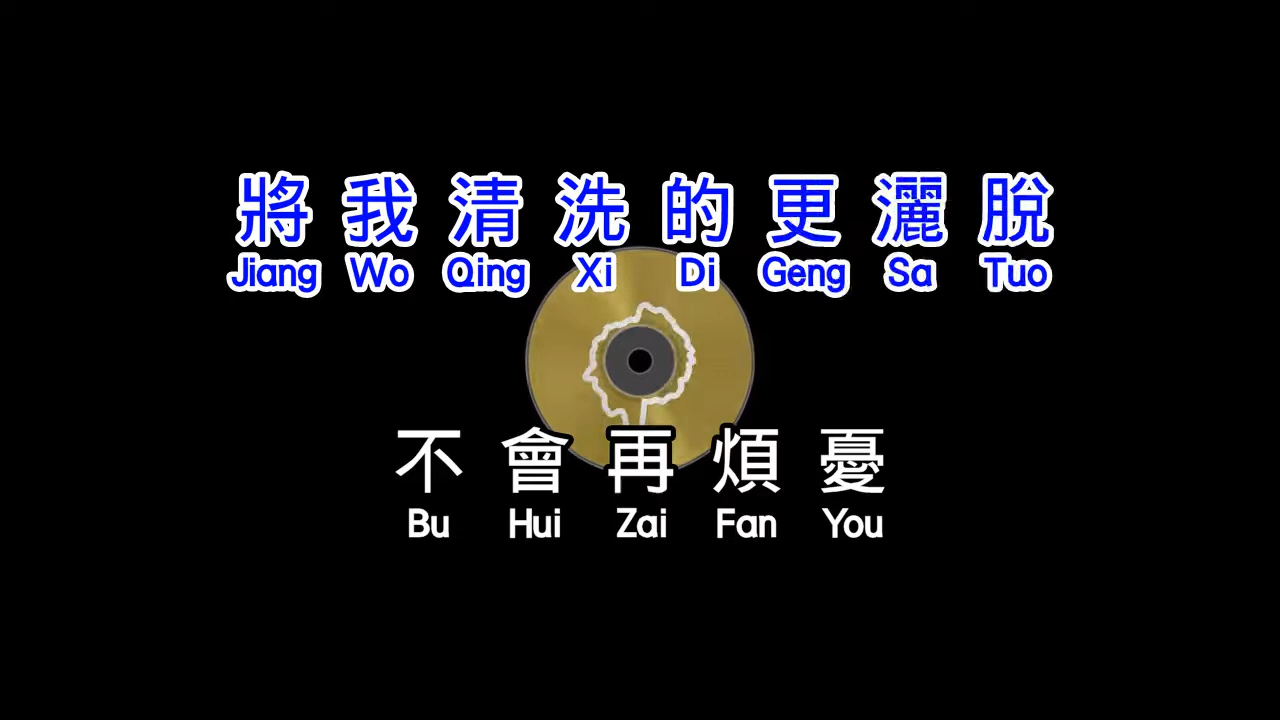 將 我 清 洗 的 更 灑 脫
Jiang Wo Qing Xi Di Geng Sa Tuo
不 會 再 煩 憂
Bu Hui Zai Fan You